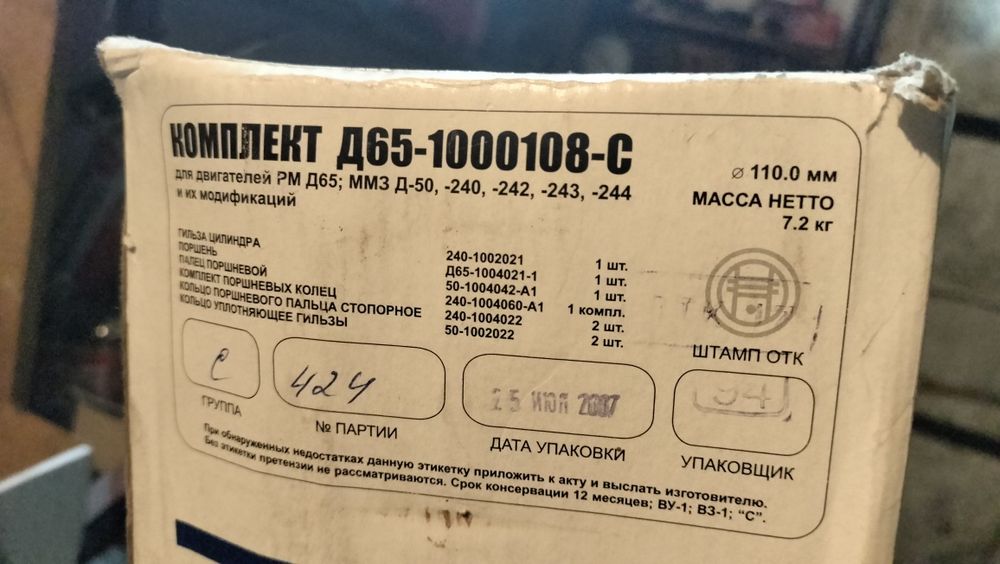 КОМПЛЕКТ Д65-1000108-С
для двигателей РМ Д65; ММЗ Д-50, -240, -242, -243, -244
и их модификаций
⌀ 110.0 мм
МАССА НЕТТО
7.2 кг
ГИЛЬЗА ЦИЛИНДРА 240-1002021 1 шт.
ПОРШЕНЬ Д65-1004021-1 1 шт.
ПАЛЕЦ ПОРШНЕВОЙ 50-1004042-А1 1 шт.
КОМПЛЕКТ ПОРШНЕВЫХ КОЛЕЦ 240-1004060-А1 1 компл.
КОЛЬЦО ПОРШНЕВОГО ПАЛЬЦА СТОПОРНОЕ 240-1004022 2 шт.
КОЛЬЦО УПЛОТНЯЮЩЕЕ ГИЛЬЗЫ 50-1002022 2 шт.
ШТАМП ОТК
С
424
25 ИЮЛ 2007
34
ГРУППА
№ ПАРТИИ
ДАТА УПАКОВКИ
УПАКОВЩИК
При обнаруженных недостатках данную этикетку приложить к акту и выслать изготовителю.
Без этикетки претензии не рассматриваются. Срок консервации 12 месяцев; ВУ-1; ВЗ-1; "С".